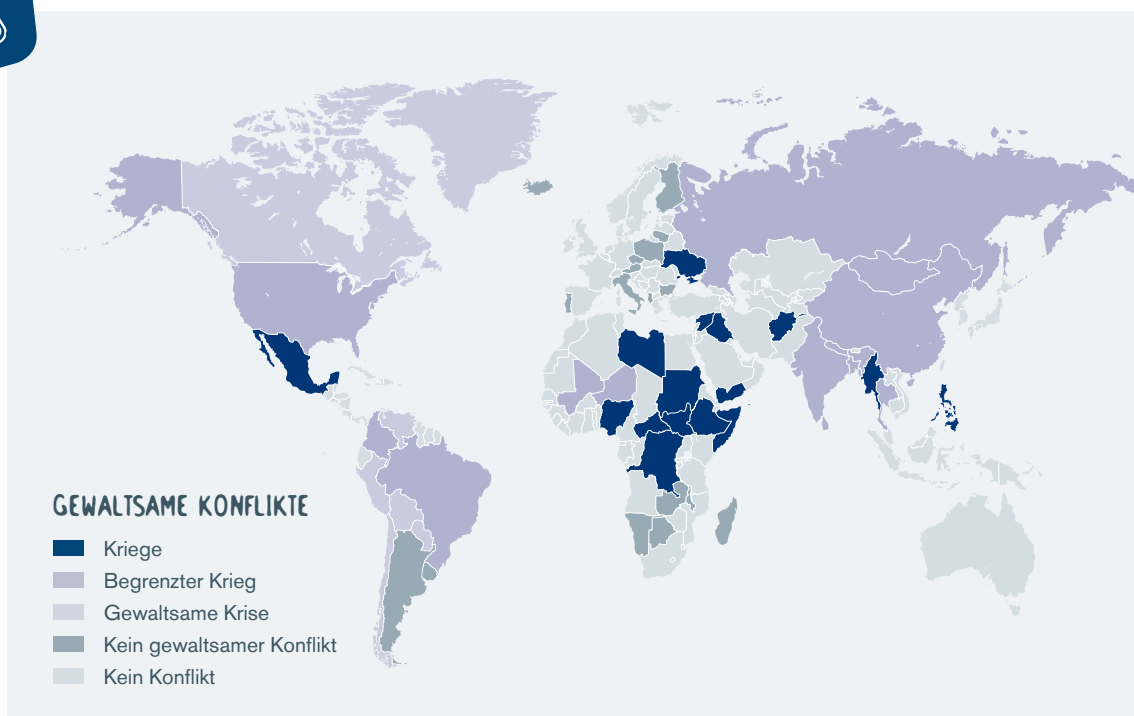 GEWALTSAME KONFLIKTE
Kriege
Begrenzter Krieg
Gewaltsame Krise
Kein gewaltsamer Konflikt
Kein Konflikt